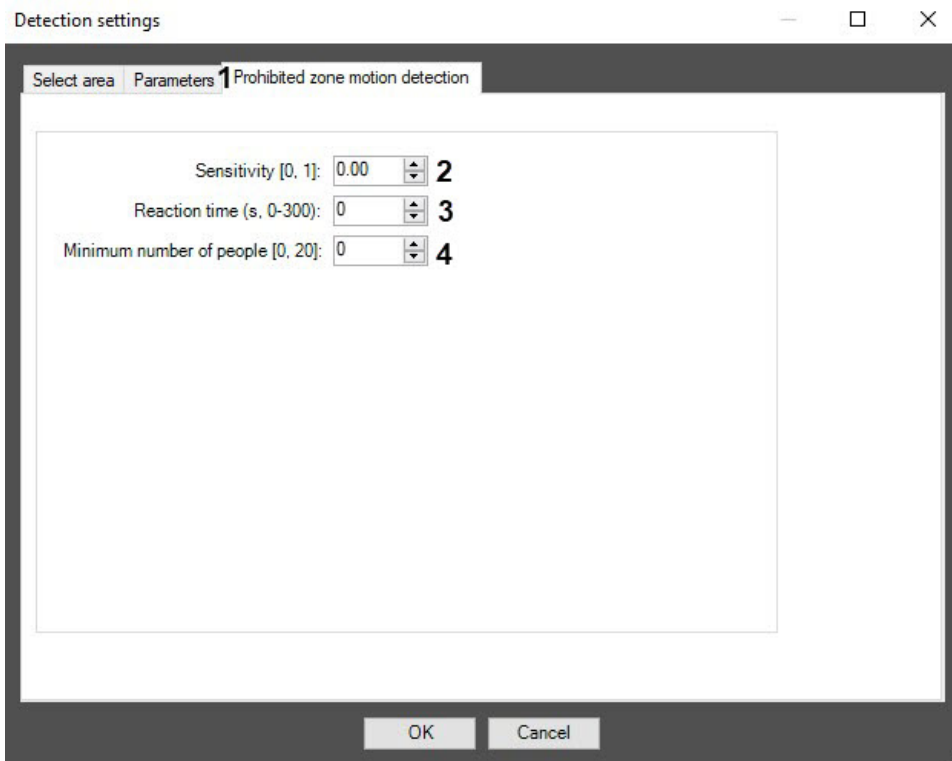 Detection settings
Select area Parameters 1 Prohibited zone motion detection
Sensitivity [0, 1]: 0.00 2
Reaction time (s, 0-300): 0 3
Minimum number of people [0, 20]: 0 4
OK Cancel